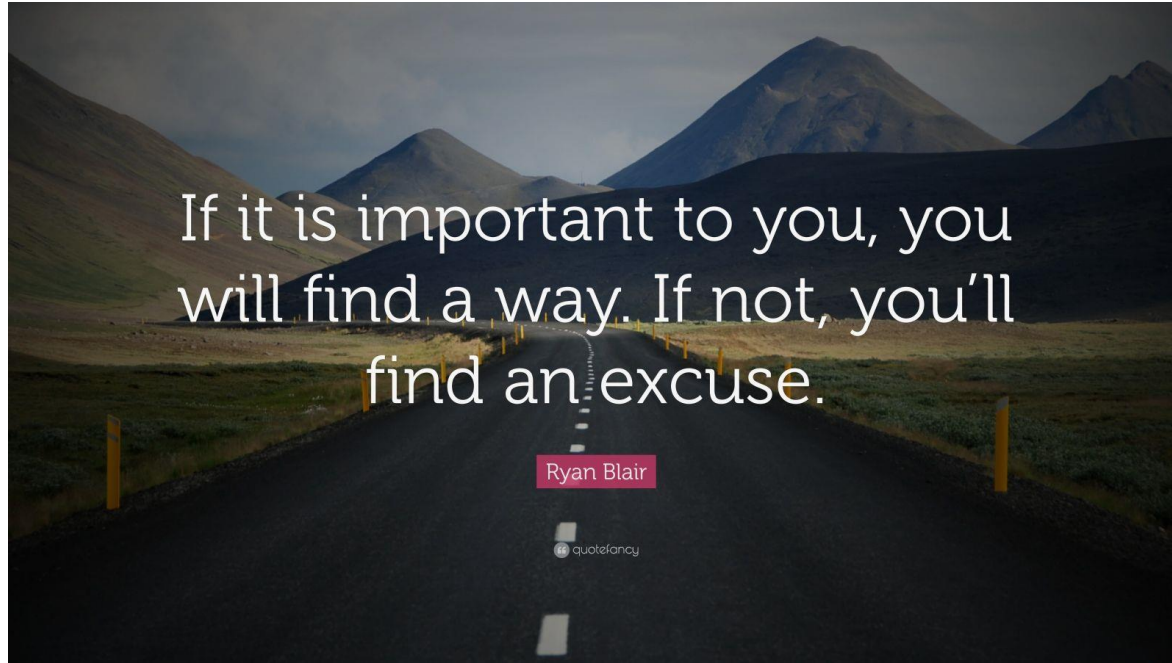 If it is important to you, you
will find a way. If not, you’ll
find an excuse.
Ryan Blair
quotefancy